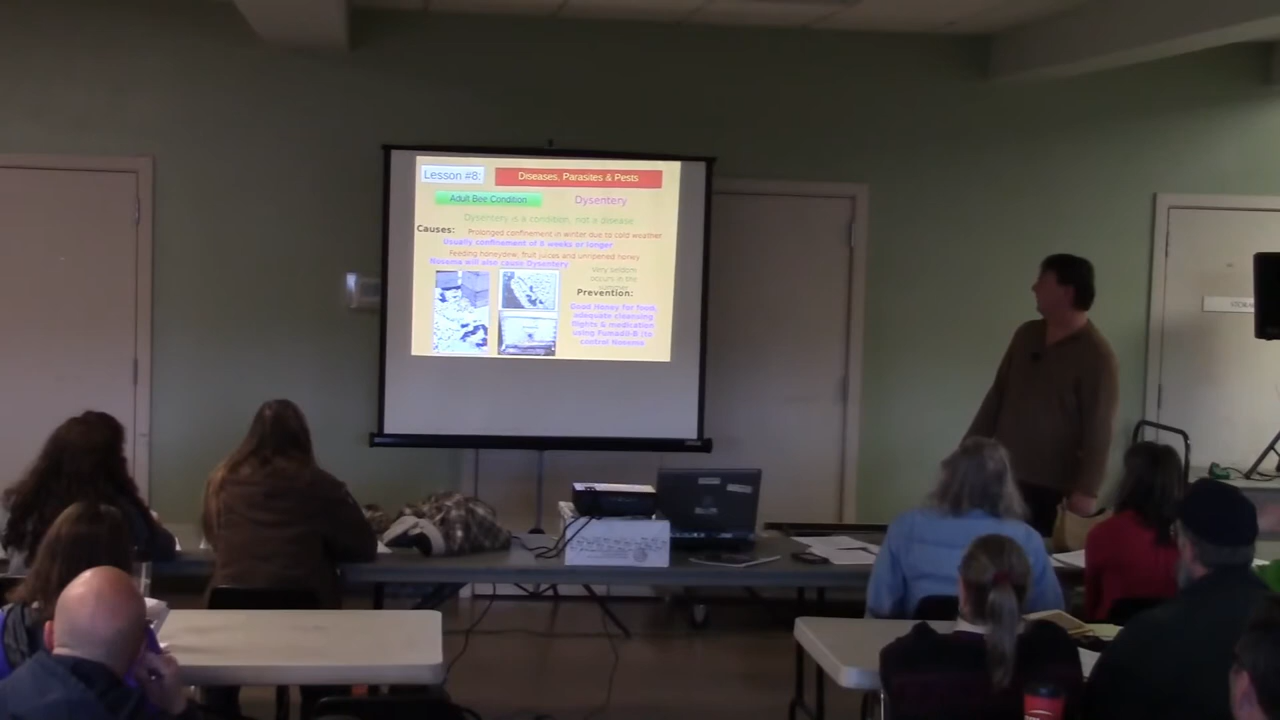 Lesson #8:
Diseases, Parasites & Pests
Adult Bee Condition
Dysentery
Dysentery is a condition, not a disease
Causes:
Prolonged confinement in winter due to cold weather
Usually confinement of 8 weeks or longer
Feeding honeydew, fruit juices and unripened honey
Nosema will also cause Dysentery
Very seldom
occurs in the
summer
Prevention:
Good Honey for food,
adequate cleansing
flights & medication
using Fumadil-B (to
control Nosema